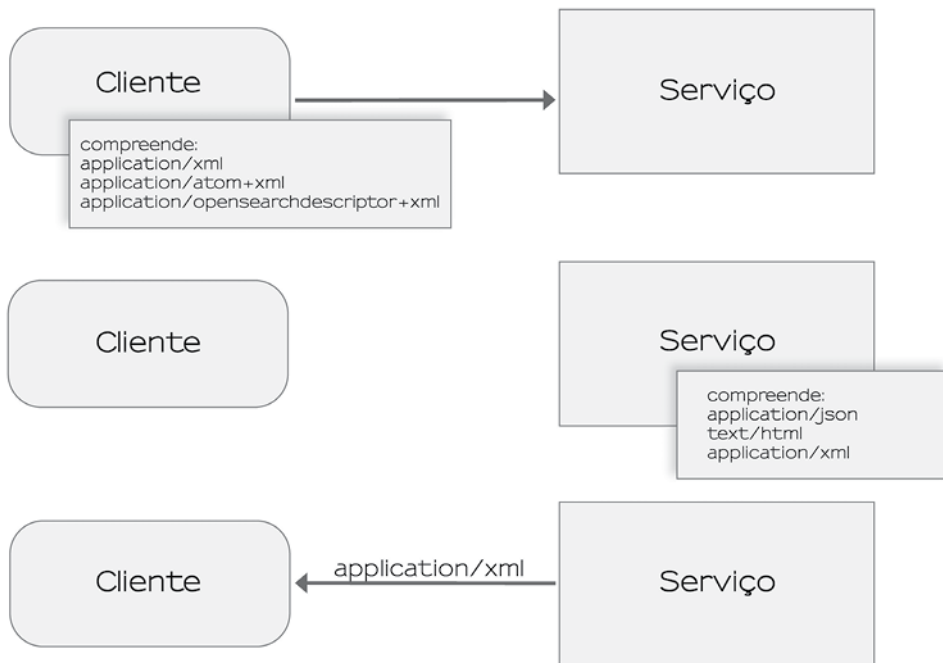 Cliente
Serviço
compreende:
application/xml
application/atom+xml
application/opensearchdescriptor+xml
Cliente
Serviço
compreende:
application/json
text/html
application/xml
Cliente
application/xml
Serviço